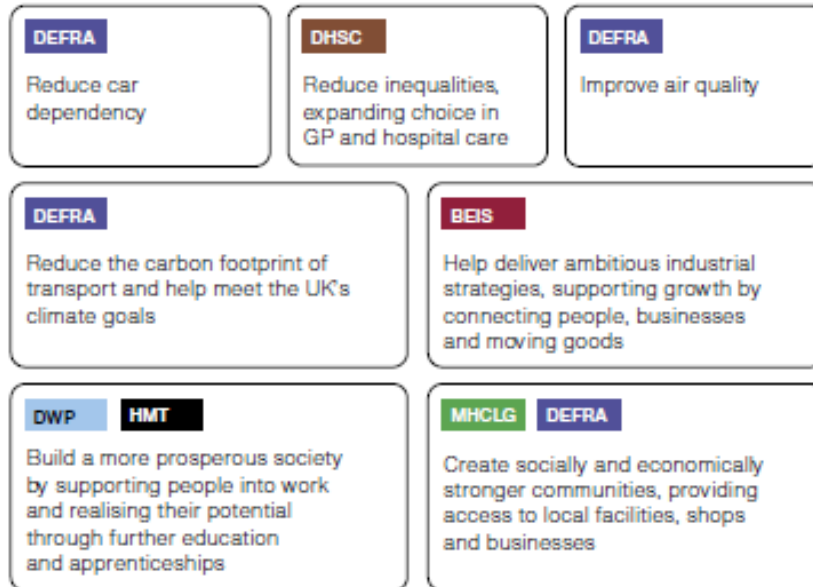 DEFRA
Reduce car
dependency
DHSC
Reduce inequalities,
expanding choice in
GP and hospital care
DEFRA
Improve air quality
DEFRA
Reduce the carbon footprint of
transport and help meet the UK's
climate goals
BEIS
Help deliver ambitious industrial
strategies, supporting growth by
connecting people, businesses
and moving goods
DWP HMT
Build a more prosperous society
by supporting people into work
and realising their potential
through further education
and apprenticeships
MHCLG DEFRA
Create socially and economically
stronger communities, providing
access to local facilities, shops
and businesses